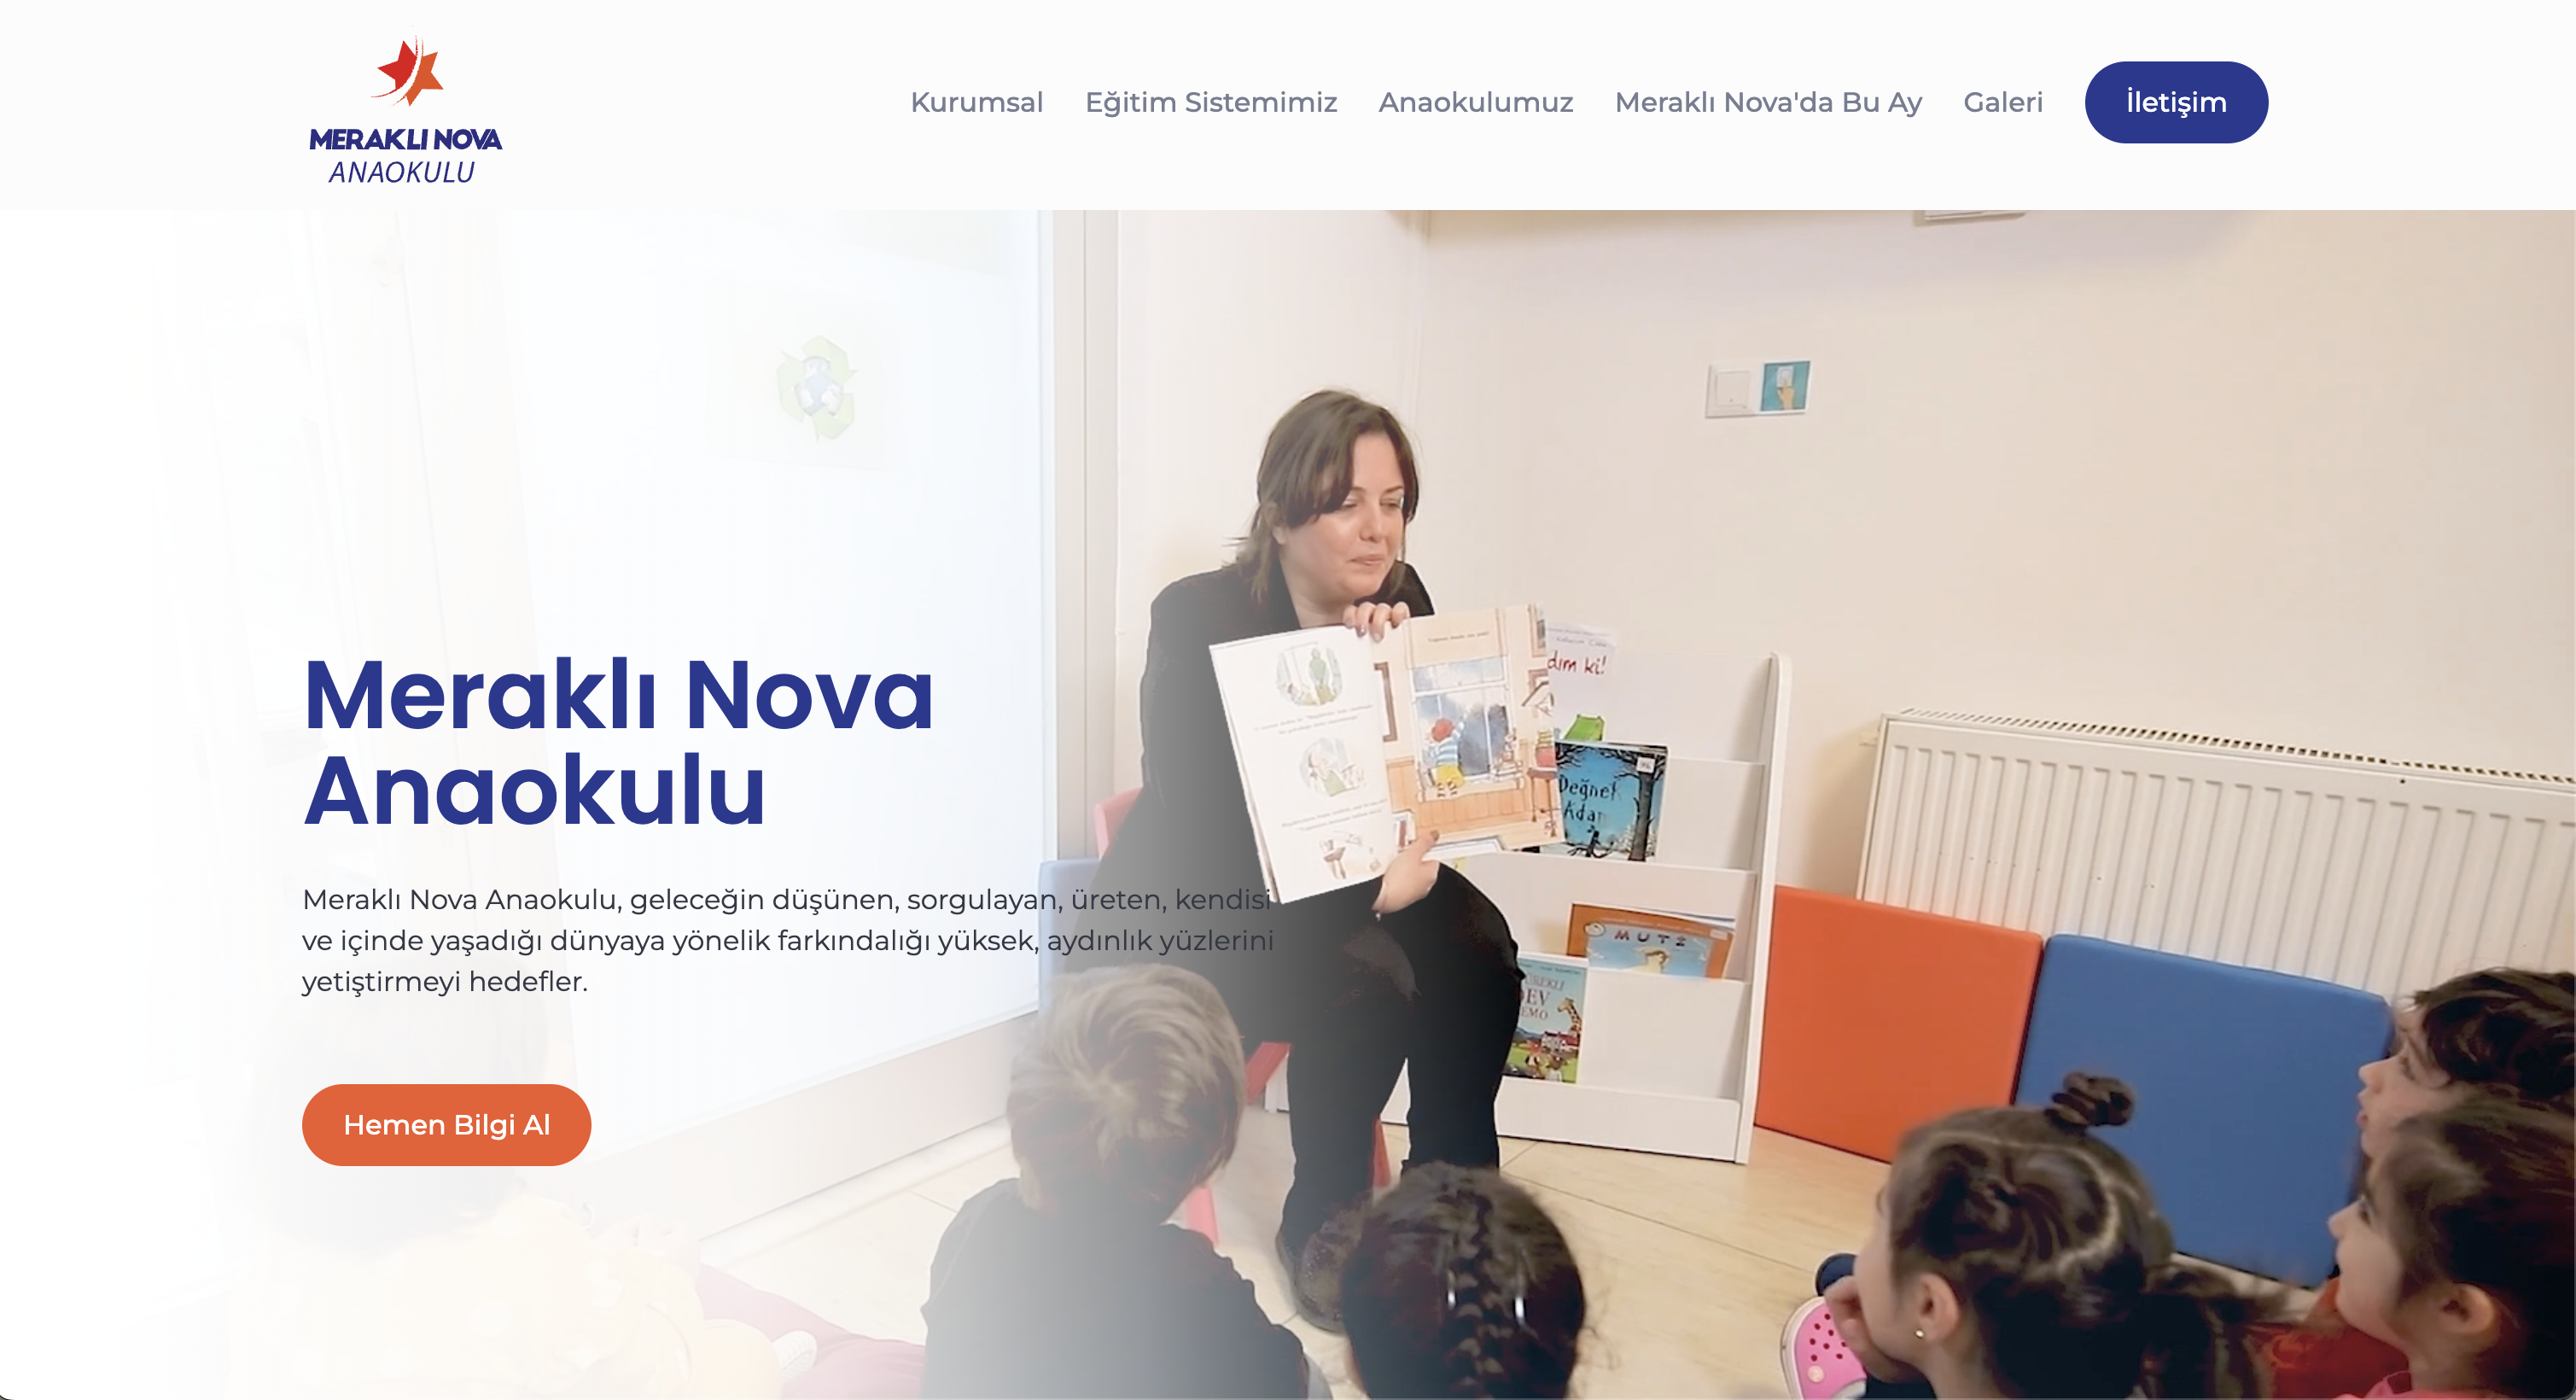 MERAKLI NOVA
ANAOKULU
Kurumsal
Eğitim Sistemimiz
Anaokulumuz
Meraklı Nova'da Bu Ay
Galeri
İletişim
Meraklı Nova
Anaokulu
Meraklı Nova Anaokulu, geleceğin düşünen, sorgulayan, üreten, kendisi
ve içinde yaşadığı dünyaya yönelik farkındalığı yüksek, aydınlık yüzlerini
yetiştirmeyi hedefler.
Hemen Bilgi Al
dım ki!
Değnek
Adam
MUTZ
DEV